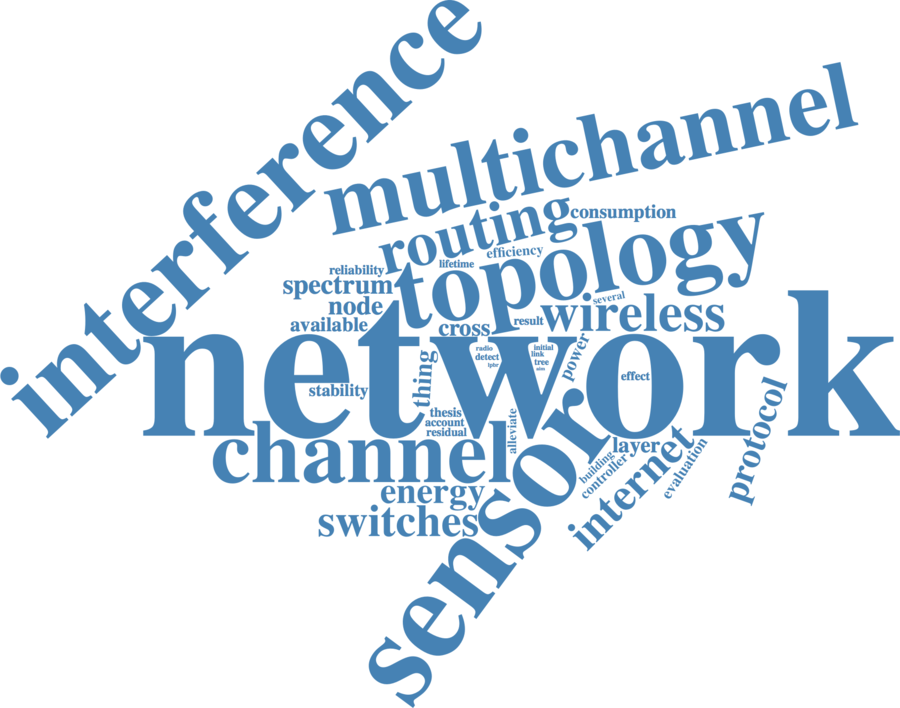 interference
multichannel
routing
consumption
efficiency
lifetime
reliability
topology
spectrum
node
several
available
cross
result
wireless
network
radio
detect
initial
link
tree
power
thing
stability
effect
protocol
thesis
account
residual
alleviate
channel
sensor
layer
building
controller
internet
evaluation
energy
switches